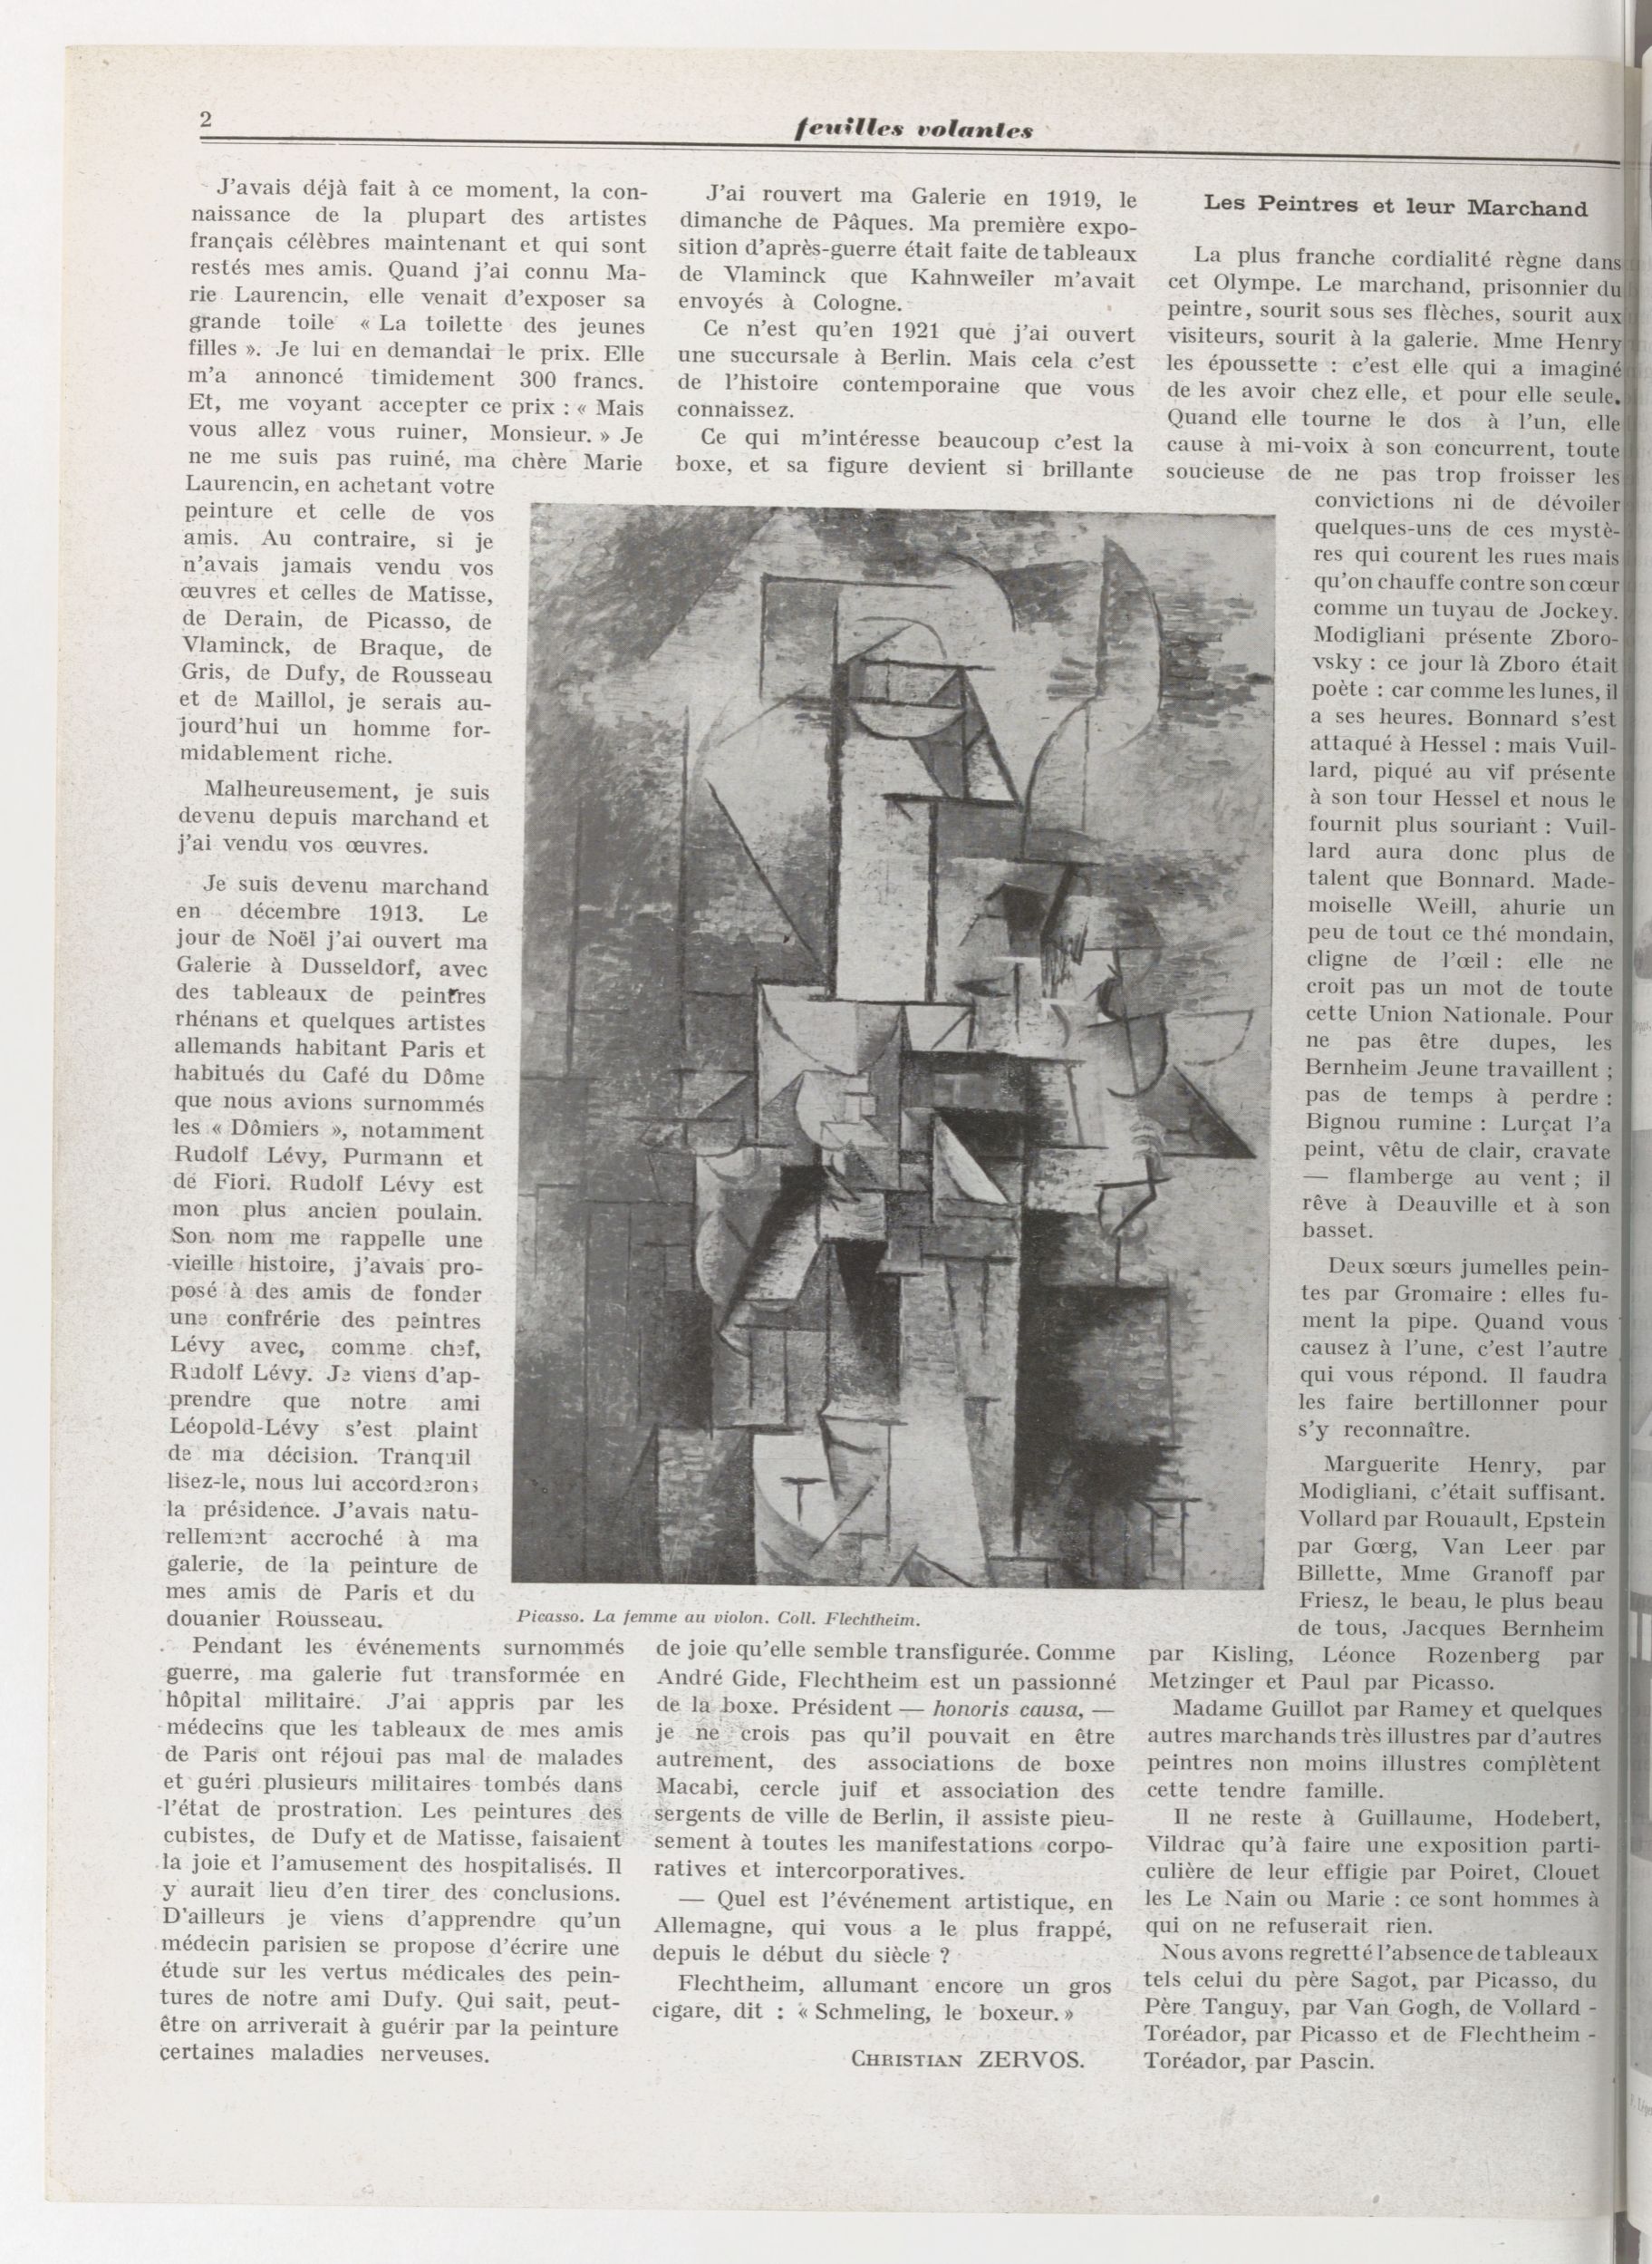 2
feuilles volantes
J'avais déjà fait à ce moment, la con-
naissance de la plupart des artistes
français célèbres maintenant et qui sont
restés mes amis. Quand j'ai connu Ma-
rie Laurencin, elle venait d'exposer sa
grande toile « La toilette des jeunes
filles ». Je lui en demandai le prix. Elle
m'a annoncé timidement 300 francs.
Et, me voyant accepter ce prix : « Mais
vous allez vous ruiner, Monsieur. » Je
ne me suis pas ruiné, ma chère Marie
Laurencin, en achetant votre
peinture et celle de vos
amis. Au contraire, si je
n'avais jamais vendu vos
œuvres et celles de Matisse,
de Derain, de Picasso, de
Vlaminck, de Braque, de
Gris, de Dufy, de Rousseau
et de Maillol, je serais au-
jourd'hui un homme for-
midablement riche.
Malheureusement, je suis
devenu depuis marchand et
j'ai vendu vos œuvres.
Je suis devenu marchand
en décembre 1913. Le
jour de Noël j'ai ouvert ma
Galerie à Dusseldorf, avec
des tableaux de peintres
rhénans et quelques artistes
allemands habitant Paris et
habitués du Café du Dôme
que nous avions surnommés
les « Dômiers », notamment
Rudolf Lévy, Purmann et
de Fiori. Rudolf Lévy est
mon plus ancien poulain.
Son nom me rappelle une
vieille histoire, j'avais pro-
posé à des amis de fonder
une confrérie des peintres
Lévy avec, comme chef,
Rudolf Lévy. Je viens d'ap-
prendre que notre ami
Léopold-Lévy s'est plaint
de ma décision. Tranquil
lisez-le, nous lui accorderons
la présidence. J'avais natu-
rellement accroché à ma
galerie, de la peinture de
mes amis de Paris et du
douanier Rousseau.
Pendant les événements surnommés
guerre, ma galerie fut transformée en
hôpital militaire. J'ai appris par les
médecins que les tableaux de mes amis
de Paris ont réjoui pas mal de malades
et guéri plusieurs militaires tombés dans
l'état de prostration. Les peintures des
cubistes, de Dufy et de Matisse, faisaient
la joie et l'amusement des hospitalisés. Il
y aurait lieu d'en tirer des conclusions.
D'ailleurs je viens d'apprendre qu'un
médecin parisien se propose d'écrire une
étude sur les vertus médicales des pein-
tures de notre ami Dufy. Qui sait, peut-
être on arriverait à guérir par la peinture
certaines maladies nerveuses.
J'ai rouvert ma Galerie en 1919, le
dimanche de Pâques. Ma première expo-
sition d'après-guerre était faite de tableaux
de Vlaminck que Kahnweiler m'avait
envoyés à Cologne.
Ce n'est qu'en 1921 que j'ai ouvert
une succursale à Berlin. Mais cela c'est
de l'histoire contemporaine que vous
connaissez.
Ce qui m'intéresse beaucoup c'est la
boxe, et sa figure devient si brillante
Picasso. La femme au violon. Coll. Flechtheim.
de joie qu'elle semble transfigurée. Comme
André Gide, Flechtheim est un passionné
de la boxe. Président — honoris causa, —
je ne crois pas qu'il pouvait en être
autrement, des associations de boxe
Macabi, cercle juif et association des
sergents de ville de Berlin, il assiste pieu-
sement à toutes les manifestations corpo-
ratives et intercorporatives.
— Quel est l'événement artistique, en
Allemagne, qui vous a le plus frappé,
depuis le début du siècle ?
Flechtheim, allumant encore un gros
cigare, dit : « Schmeling, le boxeur. »
CHRISTIAN ZERVOS.
Les Peintres et leur Marchand
La plus franche cordialité règne dans
cet Olympe. Le marchand, prisonnier du
peintre, sourit sous ses flèches, sourit aux
visiteurs, sourit à la galerie. Mme Henry
les époussette : c'est elle qui a imaginé
de les avoir chez elle, et pour elle seule.
Quand elle tourne le dos à l'un, elle
cause à mi-voix à son concurrent, toute
soucieuse de ne pas trop froisser les
convictions ni de dévoiler
quelques-uns de ces mystè-
res qui courent les rues mais
qu'on chauffe contre son cœur
comme un tuyau de Jockey.
Modigliani présente Zboro-
vsky : ce jour là Zboro était
poète : car comme les lunes, il
a ses heures. Bonnard s'est
attaqué à Hessel : mais Vuil-
lard, piqué au vif présente
à son tour Hessel et nous le
fournit plus souriant : Vuil-
lard aura donc plus de
talent que Bonnard. Made-
moiselle Weill, ahurie un
peu de tout ce thé mondain,
cligne de l'œil : elle ne
croit pas un mot de toute
cette Union Nationale. Pour
ne pas être dupes, les
Bernheim Jeune travaillent ;
pas de temps à perdre :
Bignou rumine : Lurçat l'a
peint, vêtu de clair, cravate
— flamberge au vent ; il
rêve à Deauville et à son
basset.
Deux sœurs jumelles pein-
tes par Gromaire : elles fu-
ment la pipe. Quand vous
causez à l'une, c'est l'autre
qui vous répond. Il faudra
les faire bertillonner pour
s'y reconnaître.
Marguerite Henry, par
Modigliani, c'était suffisant.
Vollard par Rouault, Epstein
par Gœrg, Van Leer par
Billette, Mme Granoff par
Friesz, le beau, le plus beau
de tous, Jacques Bernheim
par Kisling, Léonce Rozenberg par
Metzinger et Paul par Picasso.
Madame Guillot par Ramey et quelques
autres marchands très illustres par d'autres
peintres non moins illustres complètent
cette tendre famille.
Il ne reste à Guillaume, Hodebert,
Vildrac qu'à faire une exposition parti-
culière de leur effigie par Poiret, Clouet
les Le Nain ou Marie : ce sont hommes à
qui on ne refuserait rien.
Nous avons regretté l'absence de tableaux
tels celui du père Sagot, par Picasso, du
Père Tanguy, par Van Gogh, de Vollard -
Toréador, par Picasso et de Flechtheim -
Toréador, par Pascin.